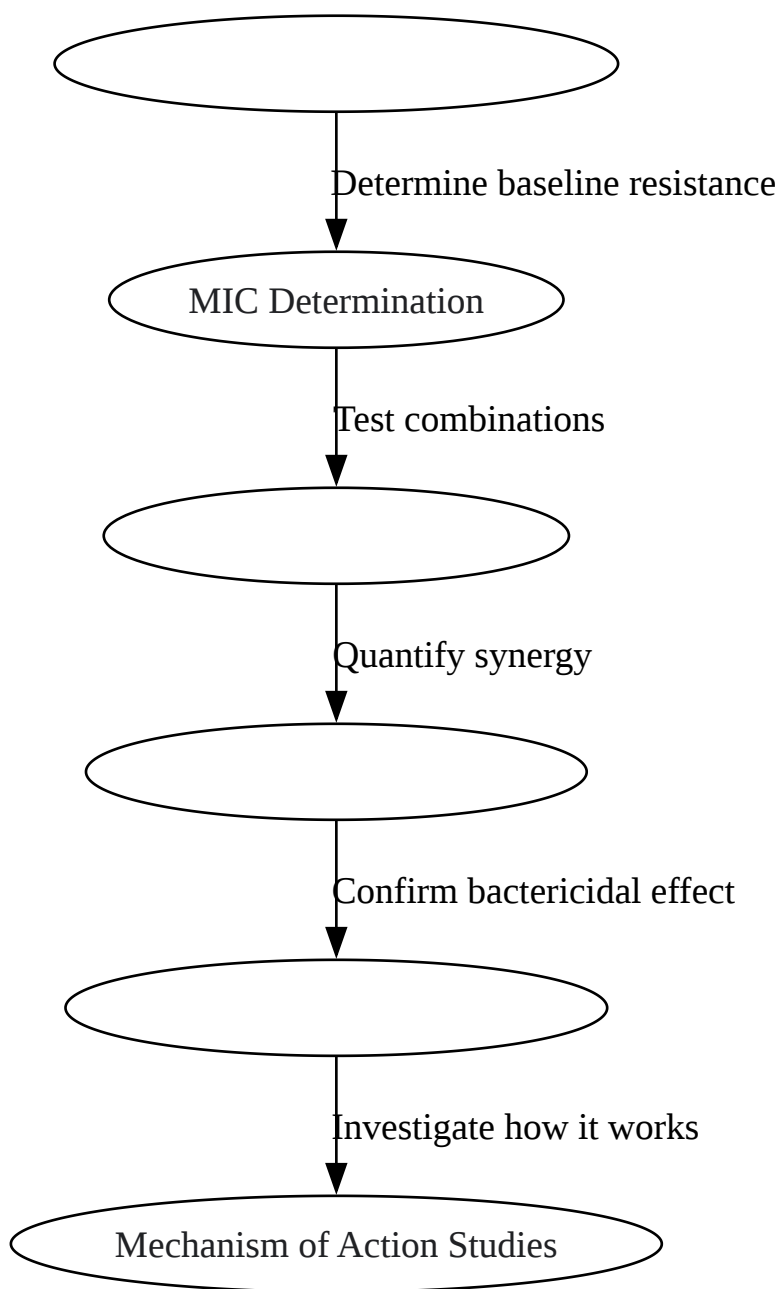 Determine baseline resistance
MIC Determination
Test combinations
Quantify synergy
Confirm bactericidal effect
Investigate how it works
Mechanism of Action Studies